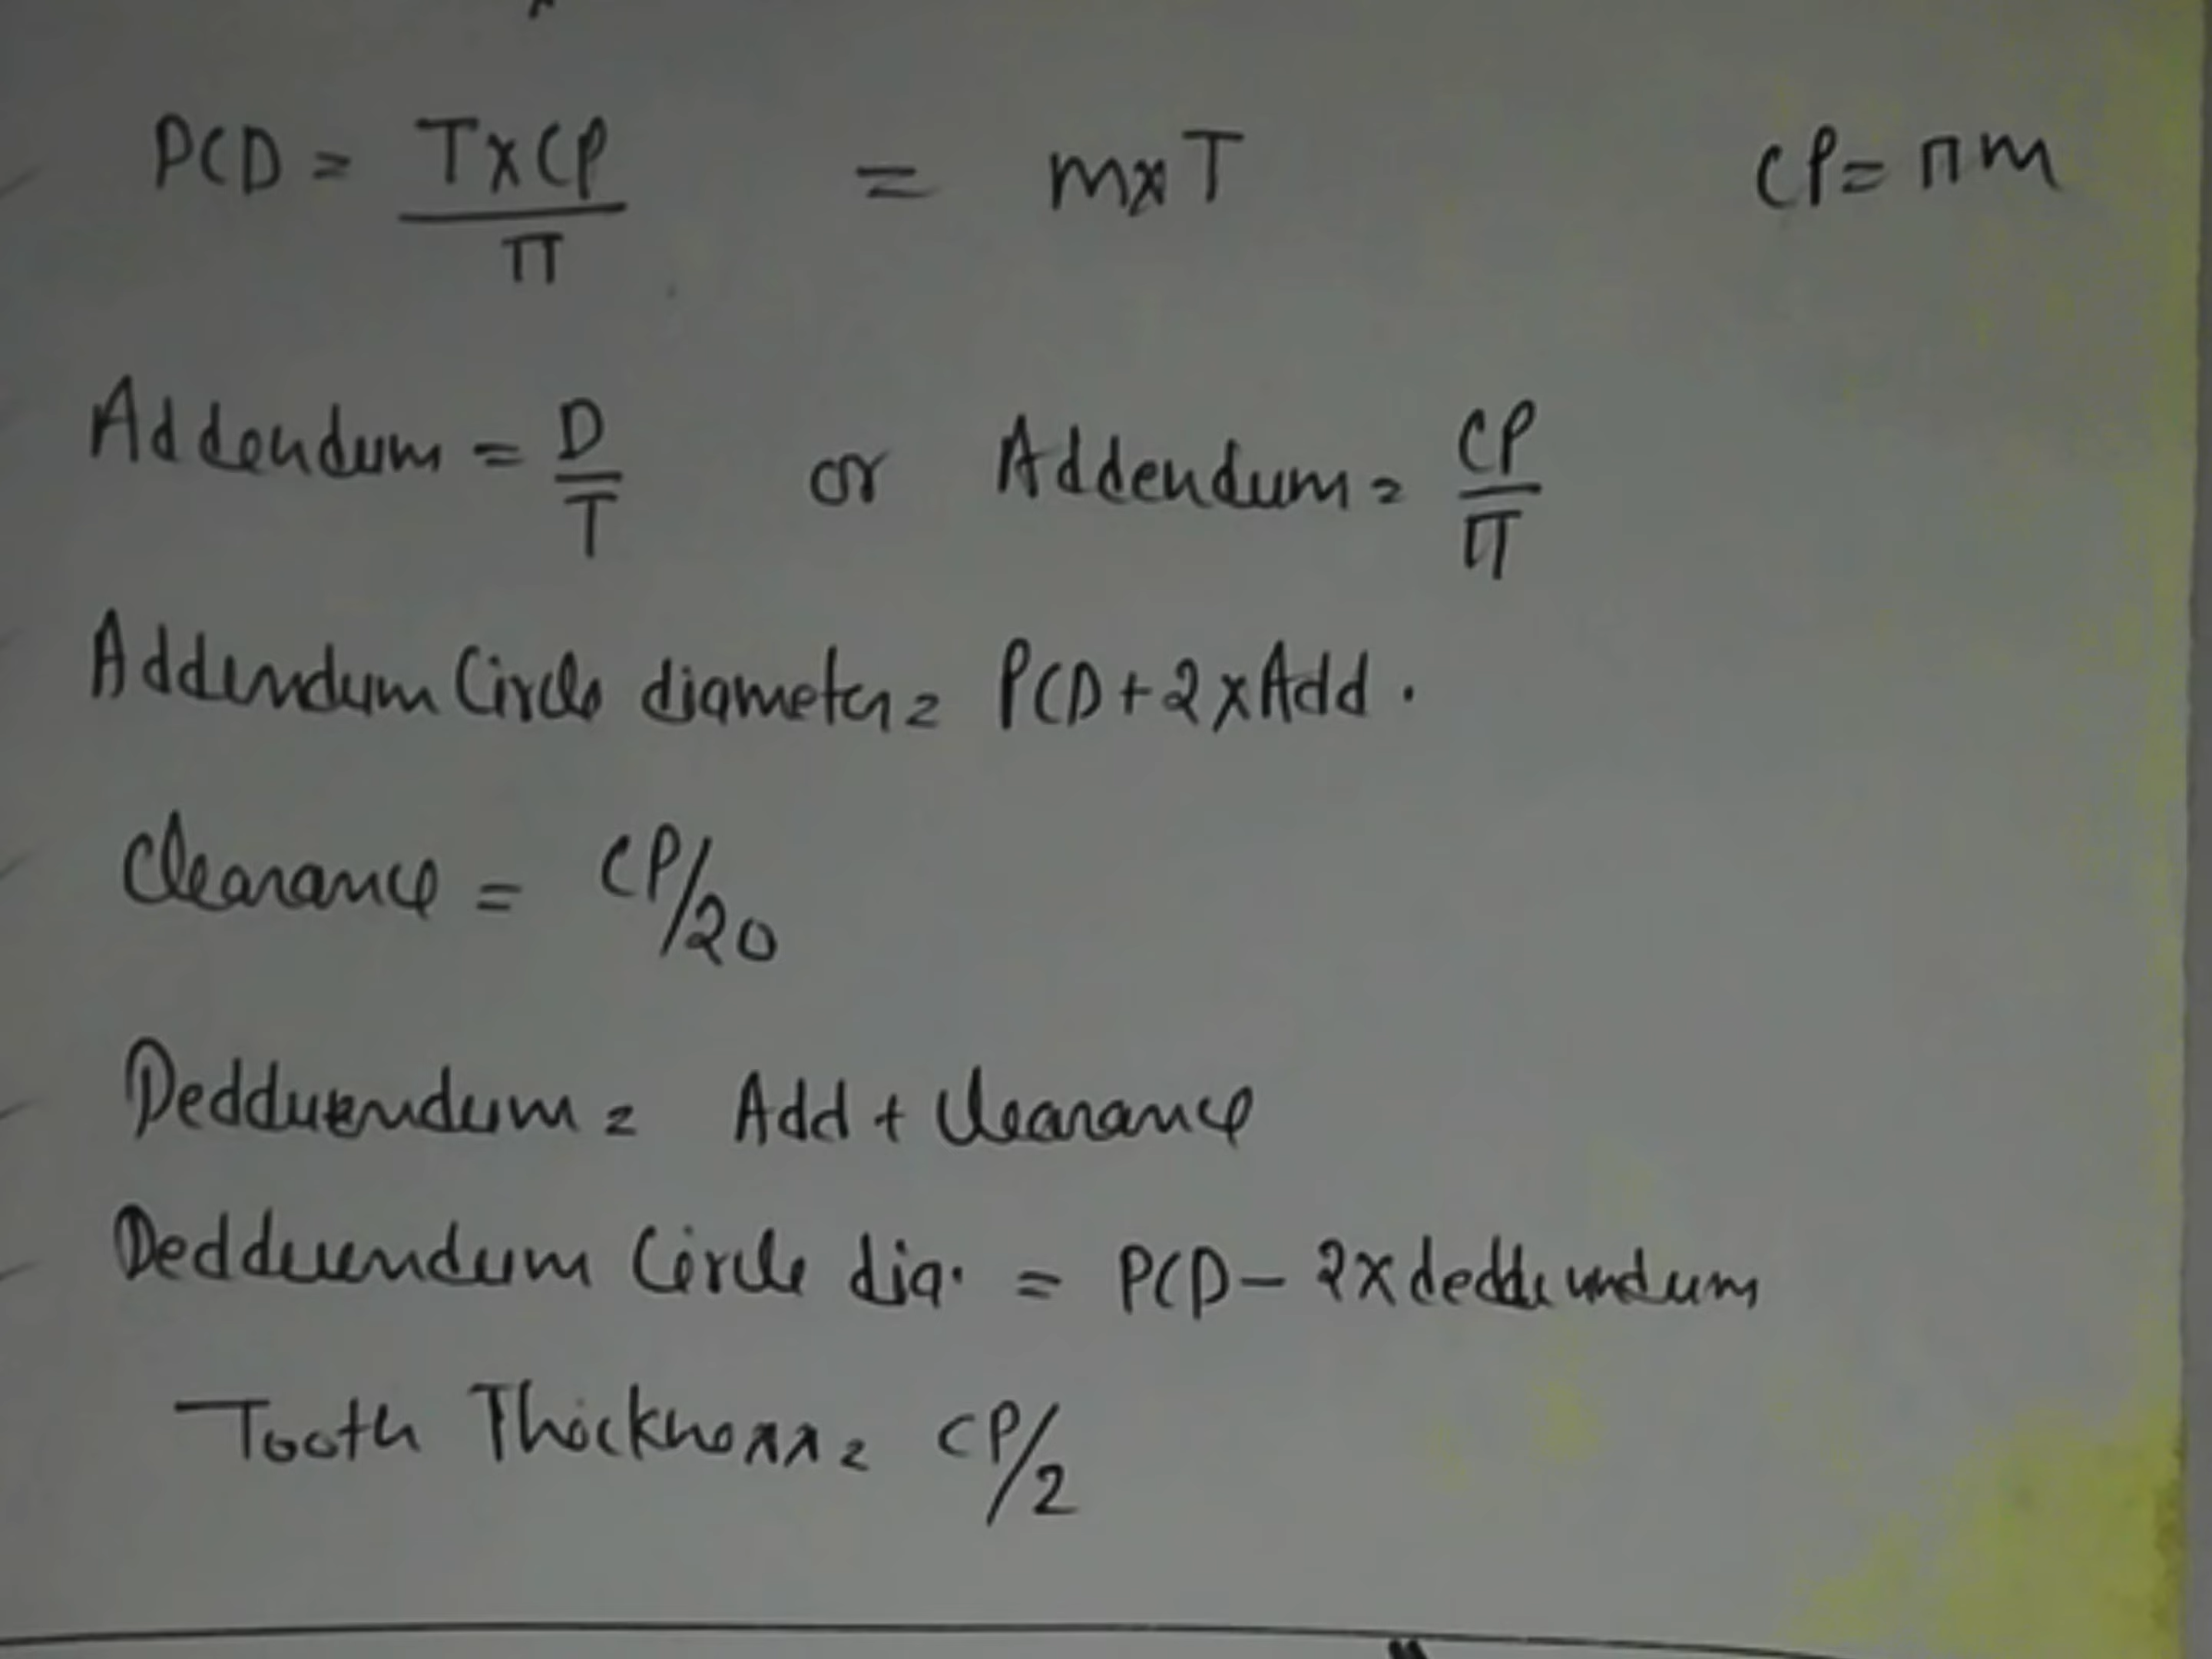 PCD = T×CP/π = m×T CP = πm
Addendum = D/T or Addendum = CP/π
Addendum Circle diameter = PCD+2×Add.
Clearance = CP/20
Dedduendum = Add + Clearance
Dedduendum Circle dia. = PCD - 2×dedduendum
Tooth Thickness = CP/2